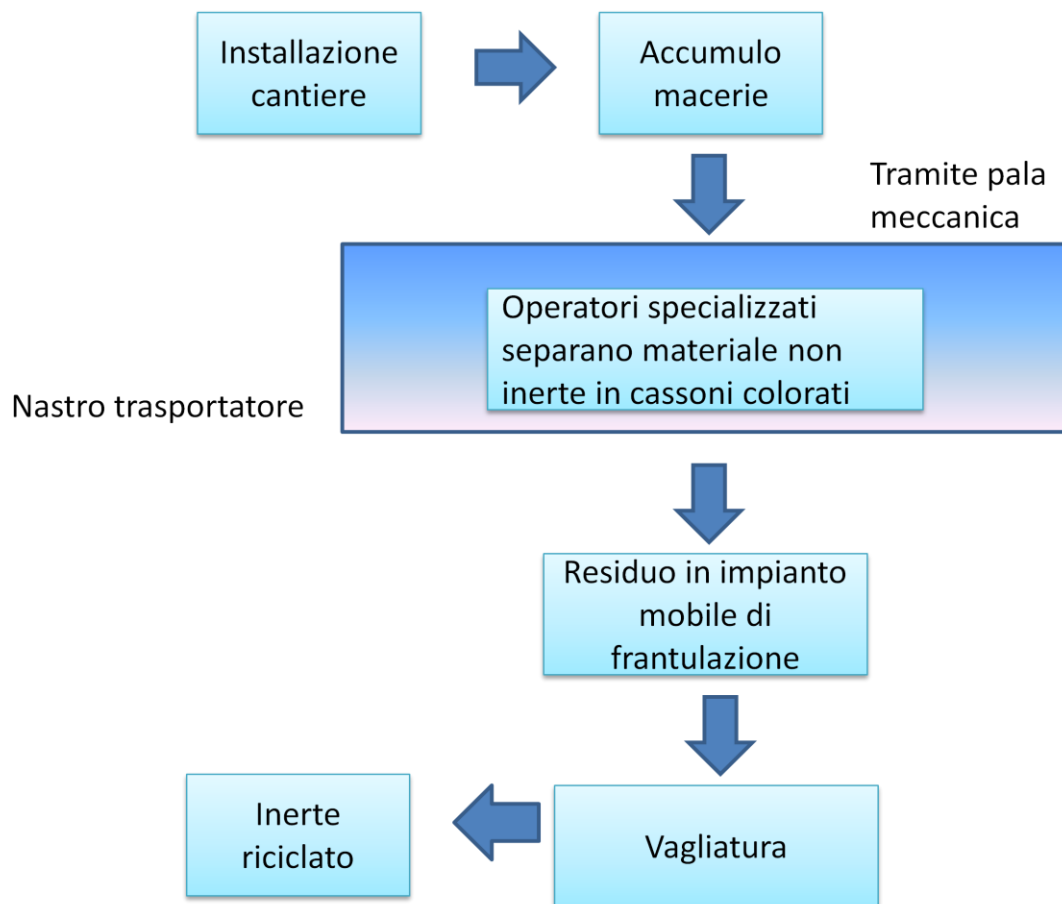 Installazione
cantiere
Accumulo
macerie
Tramite pala
meccanica
Operatori specializzati
separano materiale non
inerte in cassoni colorati
Nastro trasportatore
Residuo in impianto
mobile di
frantulazione
Vagliatura
Inerte
riciclato